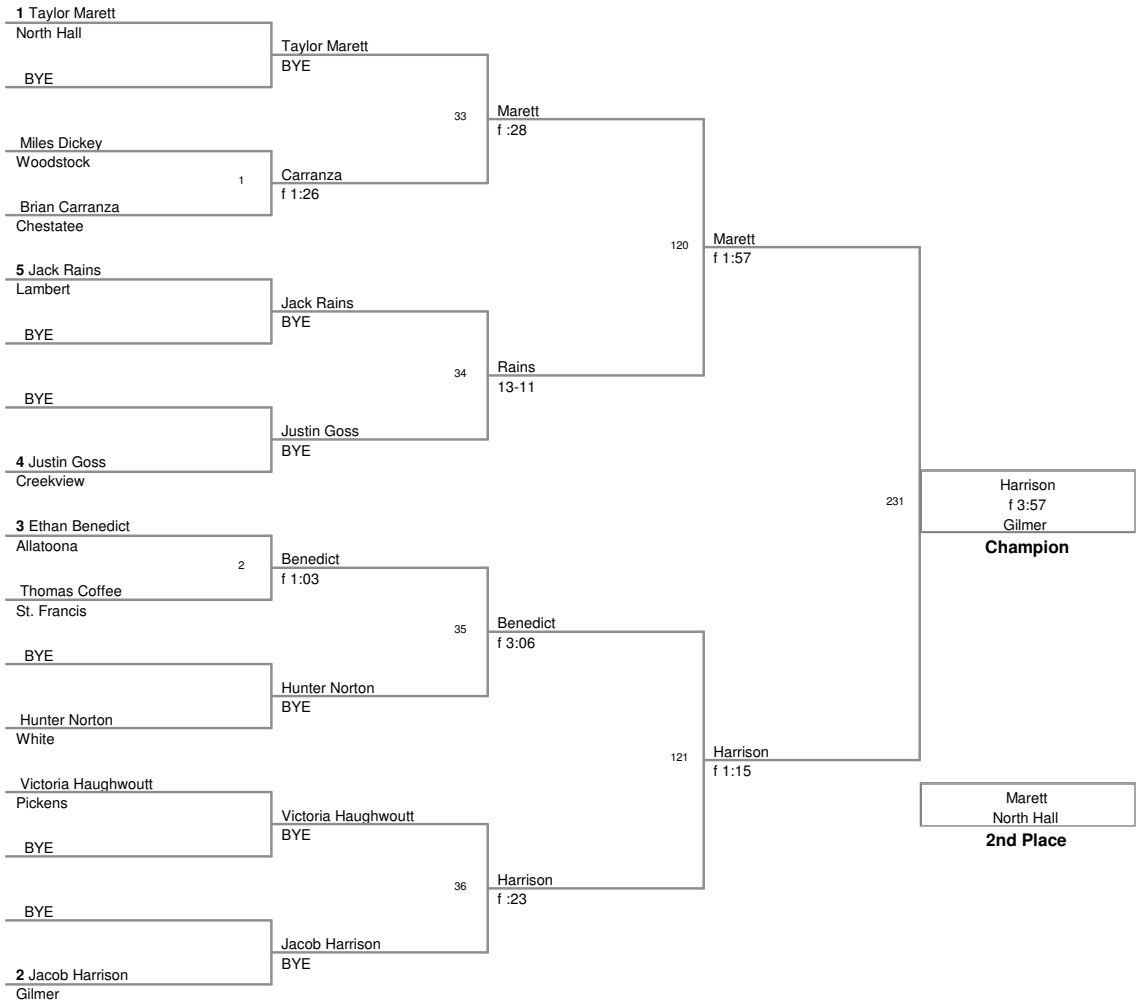 1 Taylor Marett
North Hall
BYE
Miles Dickey
Woodstock
1
Brian Carranza
Chestatee
5 Jack Rains
Lambert
BYE
BYE
4 Justin Goss
Creekview
3 Ethan Benedict
Allatoona
2
Thomas Coffee
St. Francis
BYE
Hunter Norton
White
Victoria Haughwoutt
Pickens
BYE
BYE
2 Jacob Harrison
Gilmer
Taylor Marett
BYE
33
Carranza
f 1:26
Jack Rains
BYE
34
Justin Goss
BYE
Benedict
f 1:03
35
Hunter Norton
BYE
Victoria Haughwoutt
BYE
36
Jacob Harrison
BYE
Marett
f :28
120
Rains
13-11
Benedict
f 3:06
121
Harrison
f :23
Marett
f 1:57
231
Harrison
f 1:15
Harrison
f 3:57
Gilmer
Champion
Marett
North Hall
2nd Place